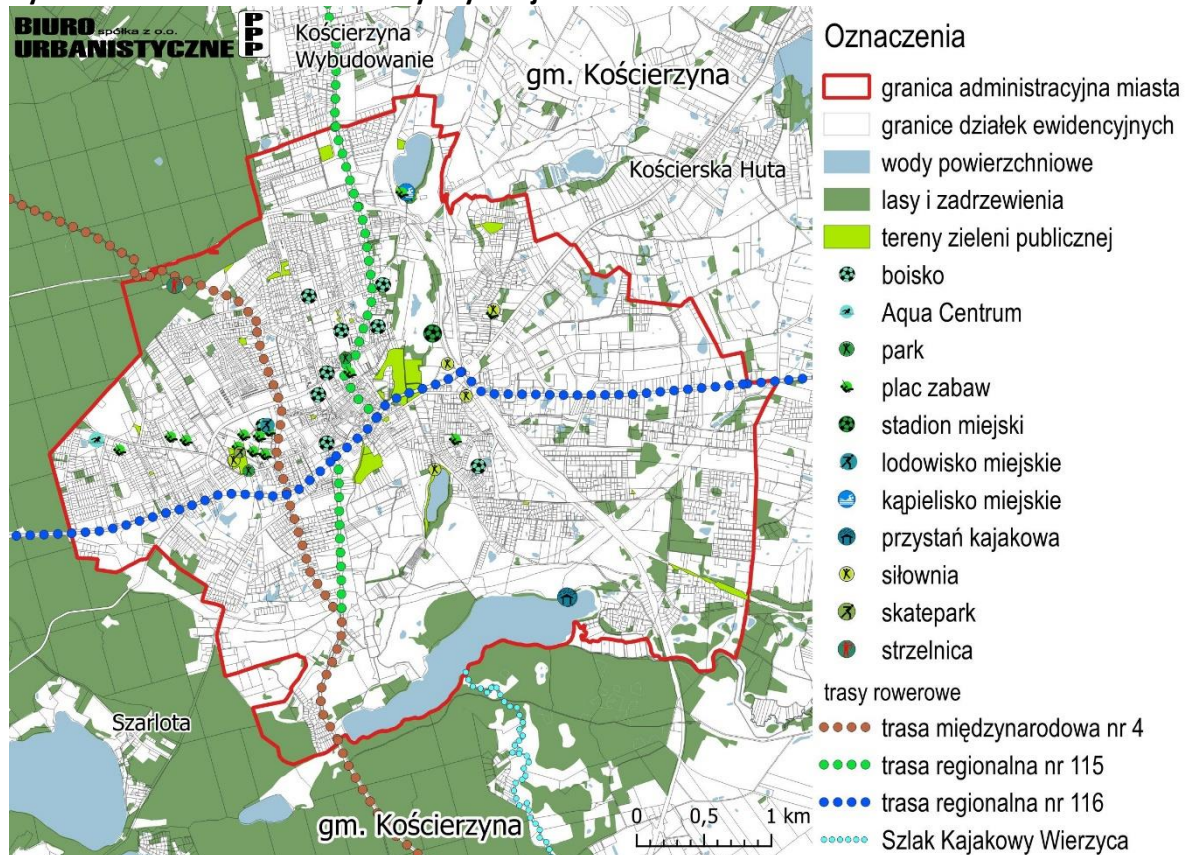 BIURO spółka z o.o.
URBANISTYCZNE
PPP
Kościerzyna
Wybudowanie
gm. Kościerzyna
Kościerska Huta
Szarlota
gm. Kościerzyna
0 0,5 1 km
Oznaczenia
granica administracyjna miasta
granice działek ewidencyjnych
wody powierzchniowe
lasy i zadrzewienia
tereny zieleni publicznej
boisko
Aqua Centrum
park
plac zabaw
stadion miejski
lodowisko miejskie
kąpielisko miejskie
przystań kajakowa
siłownia
skatepark
strzelnica
trasy rowerowe
trasa międzynarodowa nr 4
trasa regionalna nr 115
trasa regionalna nr 116
Szlak Kajakowy Wierzyca